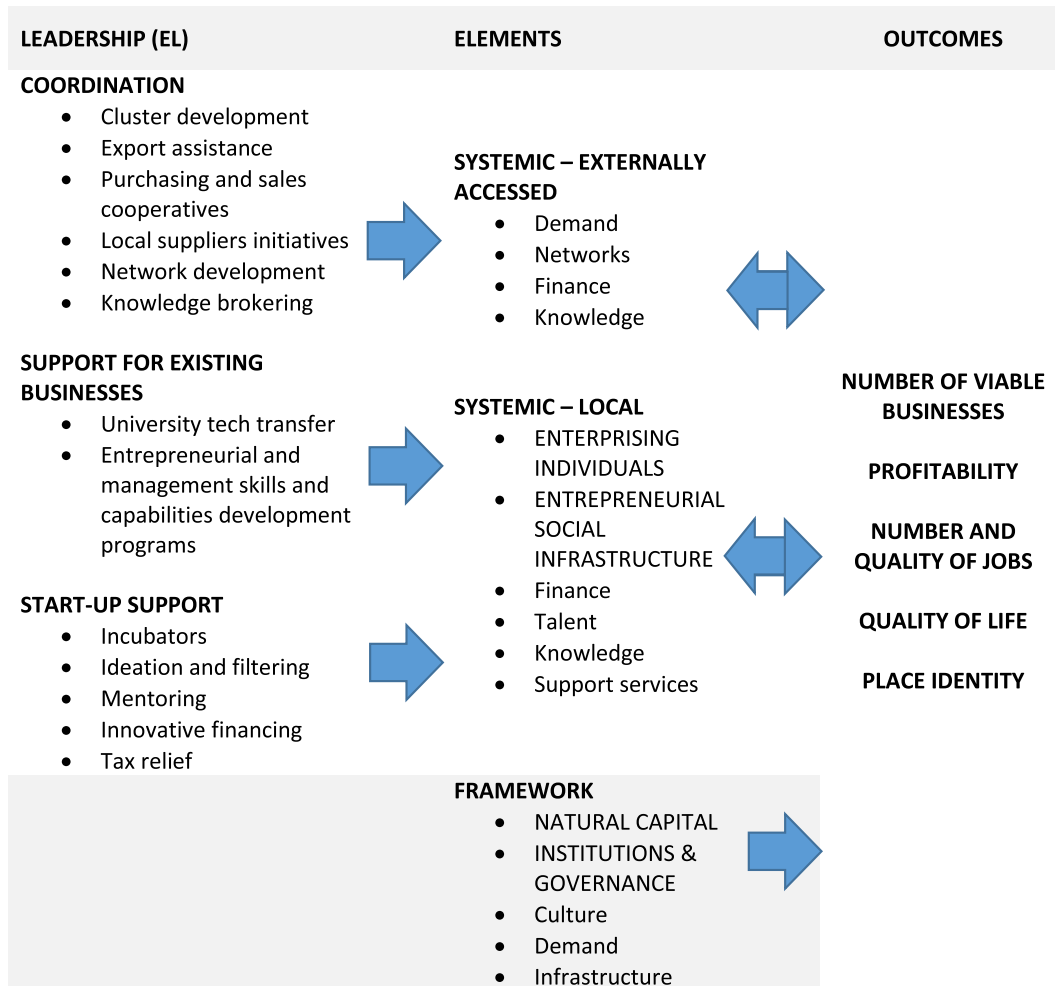 LEADERSHIP (EL)
ELEMENTS
OUTCOMES
COORDINATION
• Cluster development
• Export assistance
• Purchasing and sales
cooperatives
• Local suppliers initiatives
• Network development
• Knowledge brokering
SUPPORT FOR EXISTING
BUSINESSES
• University tech transfer
• Entrepreneurial and
management skills and
capabilities development
programs
START-UP SUPPORT
• Incubators
• Ideation and filtering
• Mentoring
• Innovative financing
• Tax relief
SYSTEMIC – EXTERNALLY
ACCESSED
• Demand
• Networks
• Finance
• Knowledge
SYSTEMIC – LOCAL
• ENTERPRISING
INDIVIDUALS
• ENTREPRENEURIAL
SOCIAL
INFRASTRUCTURE
• Finance
• Talent
• Knowledge
• Support services
FRAMEWORK
• NATURAL CAPITAL
• INSTITUTIONS &
GOVERNANCE
• Culture
• Demand
• Infrastructure
NUMBER OF VIABLE
BUSINESSES
PROFITABILITY
NUMBER AND
QUALITY OF JOBS
QUALITY OF LIFE
PLACE IDENTITY